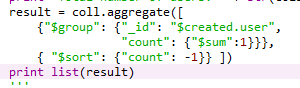 result = coll.aggregate([
{"$group": {"_id": "$created.user",
"count": {"$sum":1}}},
{ "$sort": {"count": -1}} ])
print list(result)